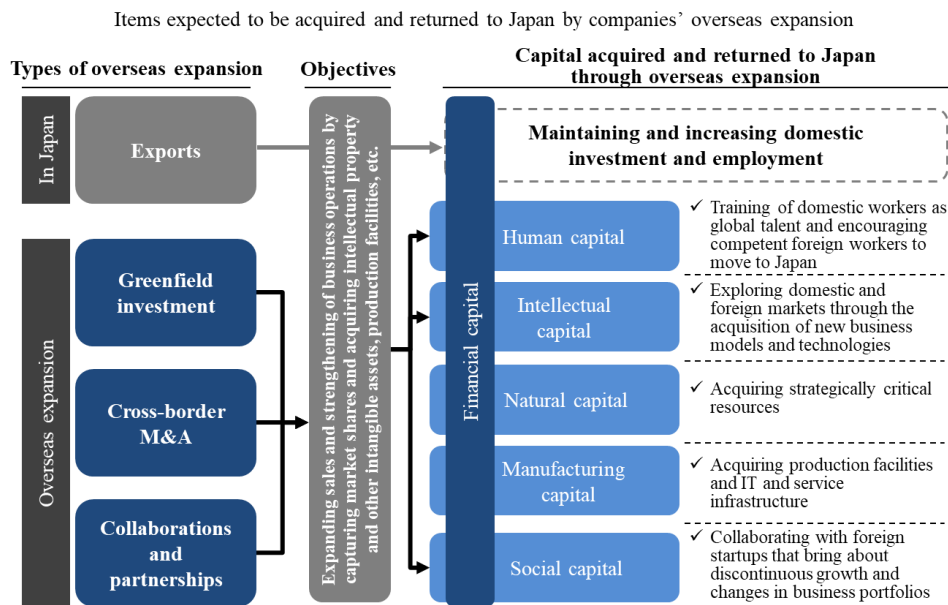 Items expected to be acquired and returned to Japan by companies’ overseas expansion
Types of overseas expansion
Objectives
Capital acquired and returned to Japan
through overseas expansion
In Japan
Exports
Overseas expansion
Greenfield
investment
Cross-border
M&A
Collaborations
and
partnerships
Expanding sales and strengthening of business operations by
capturing market shares and acquiring intellectual property
and other intangible assets, production facilities, etc.
Financial capital
Maintaining and increasing domestic
investment and employment
Human capital
✓ Training of domestic workers as
global talent and encouraging
competent foreign workers to
move to Japan
Intellectual
capital
✓ Exploring domestic and
foreign markets through the
acquisition of new business
models and technologies
Natural capital
✓ Acquiring strategically critical
resources
Manufacturing
capital
✓ Acquiring production facilities
and IT and service
infrastructure
Social capital
✓ Collaborating with foreign
startups that bring about
discontinuous growth and
changes in business portfolios